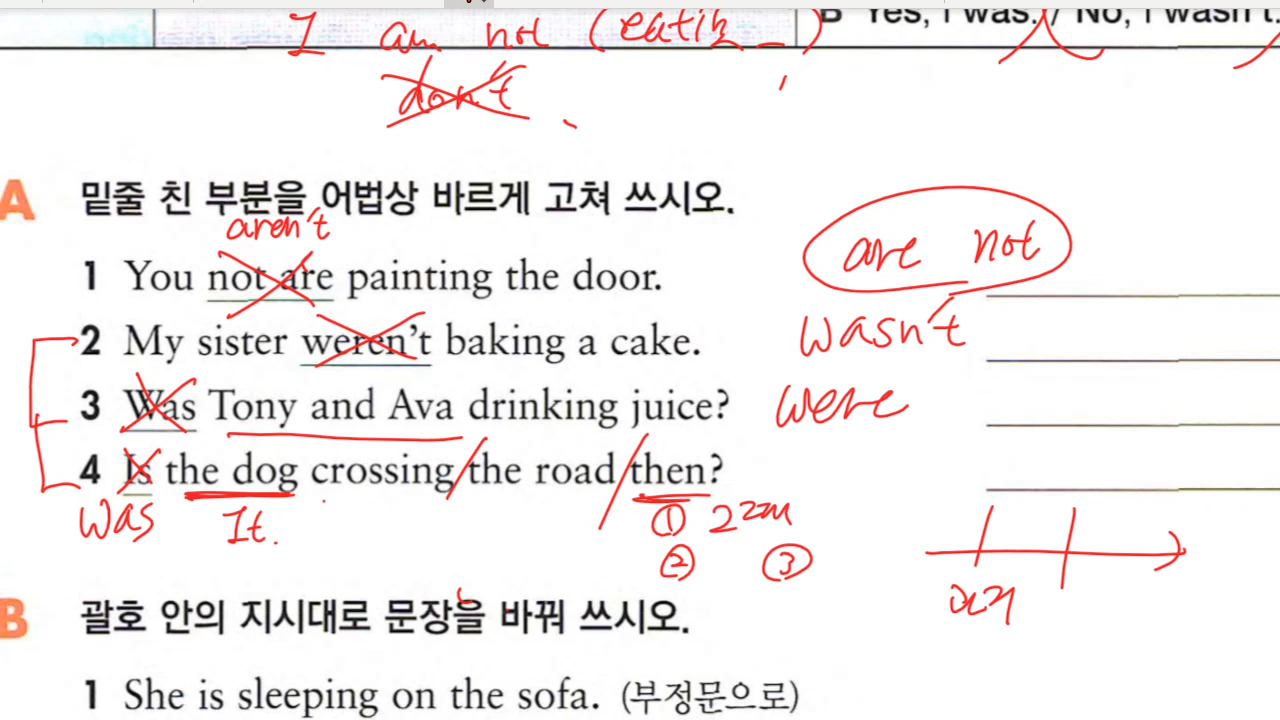 B Yes, I was. / No, I wasn't.
I am not (eatin
don't
A 밑줄 친 부분을 어법상 바르게 고쳐 쓰시오.
aren't
1 You not are painting the door.
are not
2 My sister weren't baking a cake.
wasn't
3 Was Tony and Ava drinking juice?
were
4 Is the dog crossing the road then?
was It.
① 그때
② ③
과거
B 괄호 안의 지시대로 문장을 바꿔 쓰시오.
1 She is sleeping on the sofa. (부정문으로)